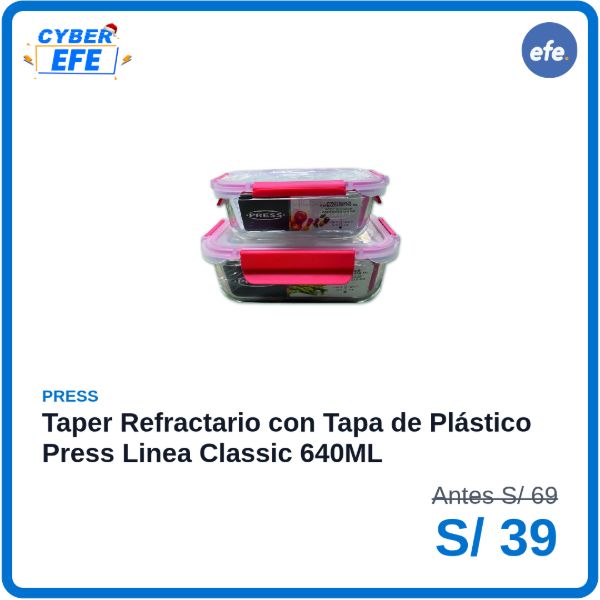 CYBER
EFE
efe.
PRESS
PRESS
Taper Refractario con Tapa de Plástico
Press Linea Classic 640ML
Antes S/ 69
S/ 39